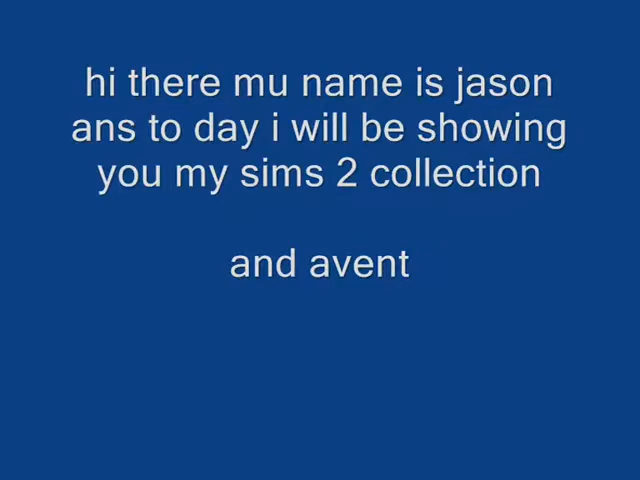 hi there mu name is jason
ans to day i will be showing
you my sims 2 collection
and avent